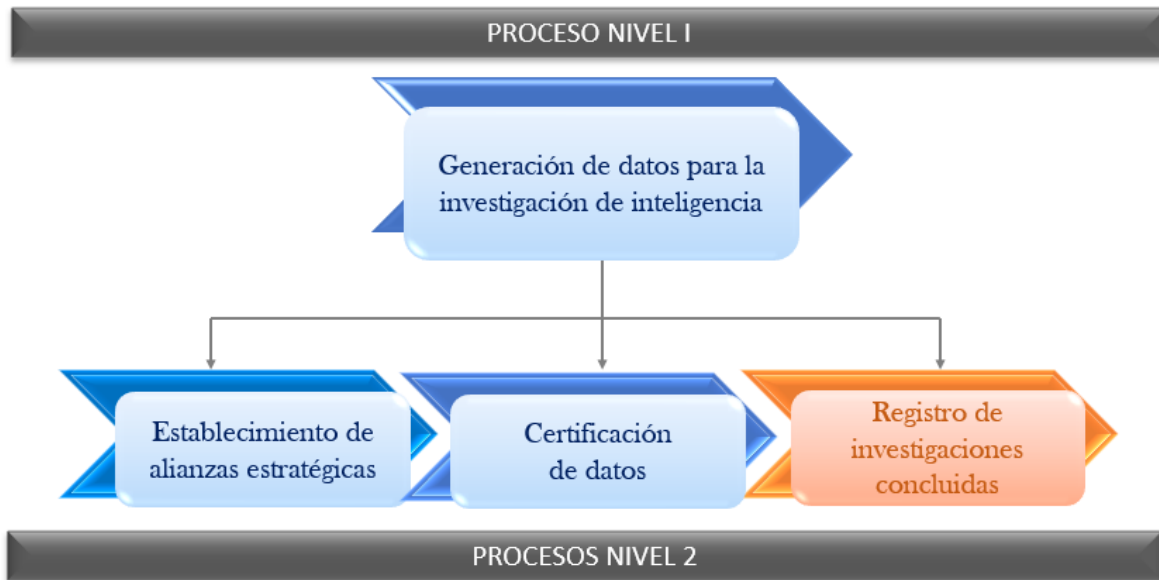 PROCESO NIVEL I
Generación de datos para la
investigación de inteligencia
Establecimiento de
alianzas estratégicas
Certificación
de datos
Registro de
investigaciones
concluidas
PROCESOS NIVEL 2